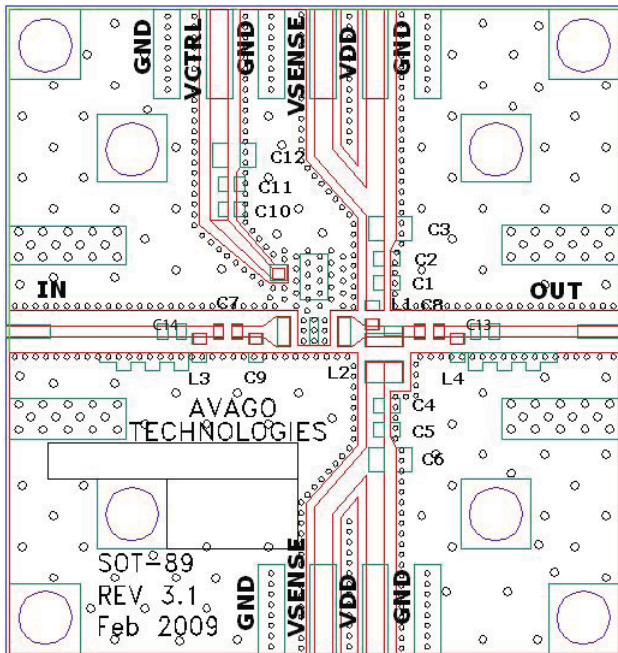 GND
VCTRL
GND
VSENSE
VDD
GND
C12
C11
C10
C3
C2
C1
IN
OUT
C7
L1 C8
C14
C13
L3
C9
L2
L4
AVAGO
TECHNOLOGIES
C4
C5
C6
SOT-89
REV 3.1
Feb 2009
GND
VSENSE
VDD
GND